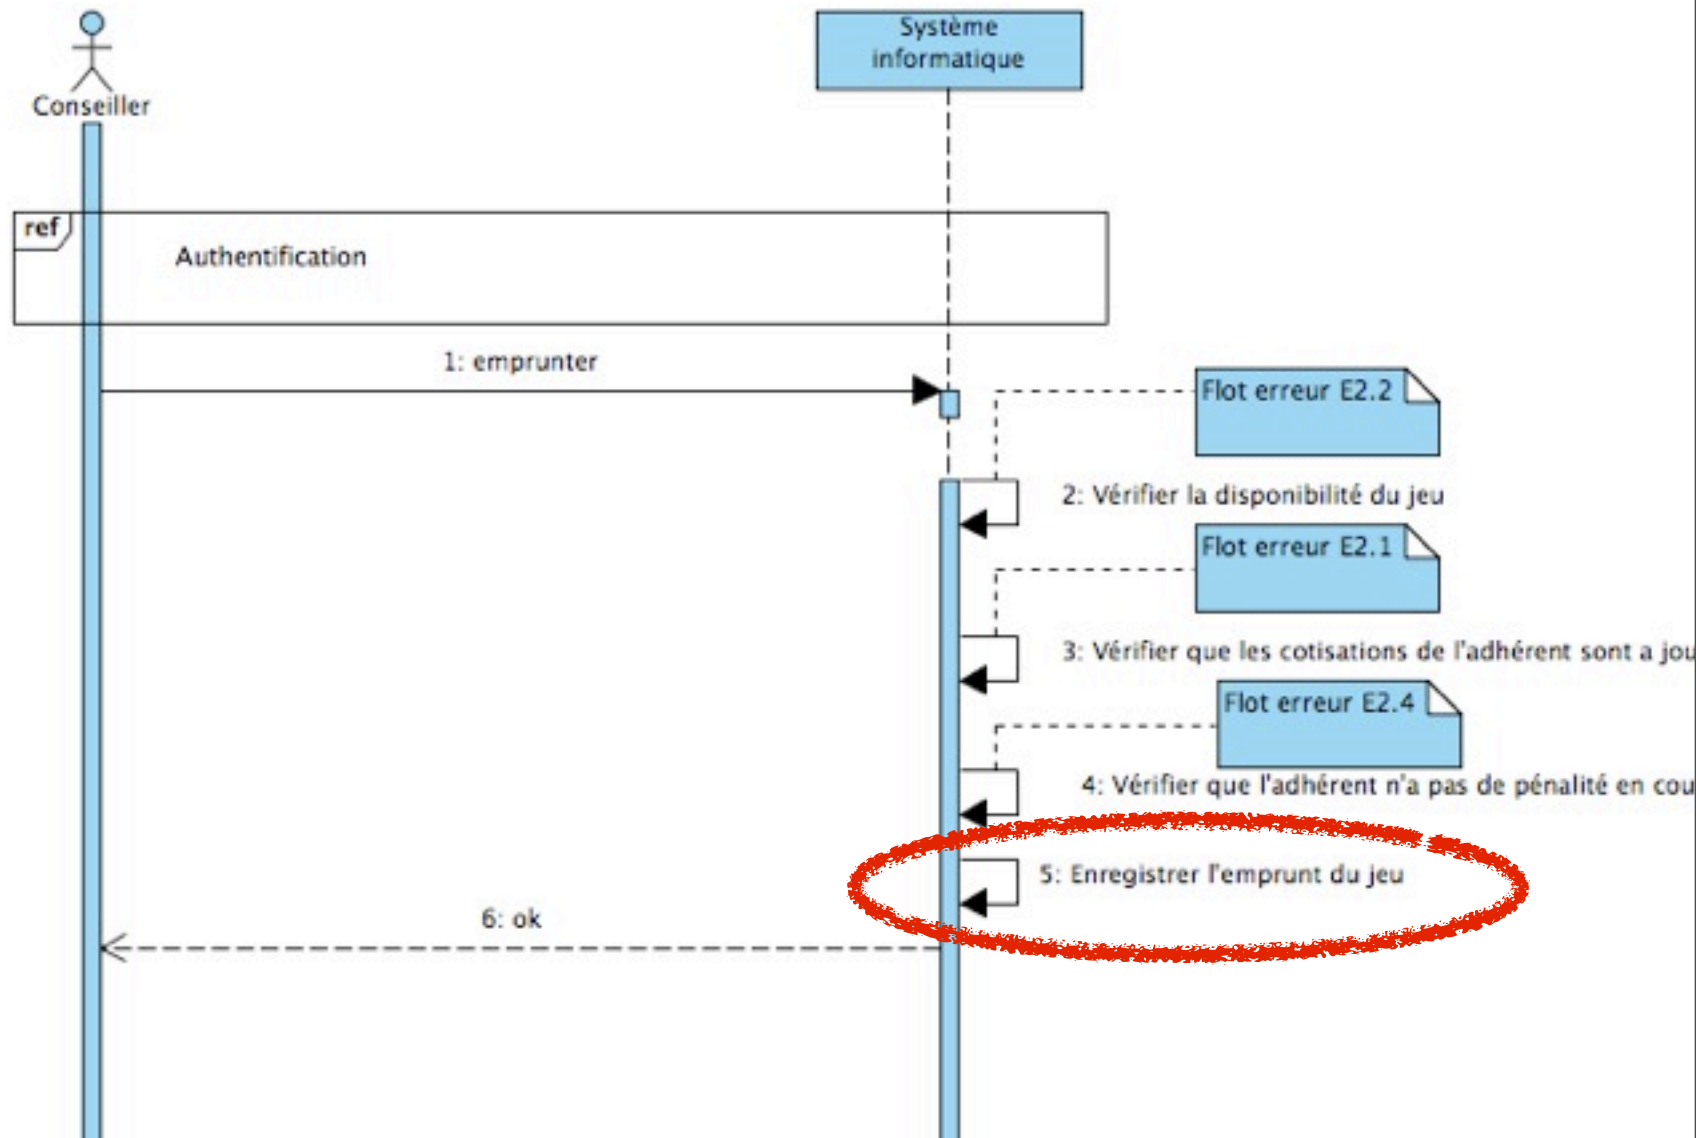 Système
informatique
Conseiller
ref
Authentification
1: emprunter
Flot erreur E2.2
2: Vérifier la disponibilité du jeu
Flot erreur E2.1
3: Vérifier que les cotisations de l'adhérent sont a jou
Flot erreur E2.4
4: Vérifier que l'adhérent n'a pas de pénalité en cou
5: Enregistrer l'emprunt du jeu
6: ok